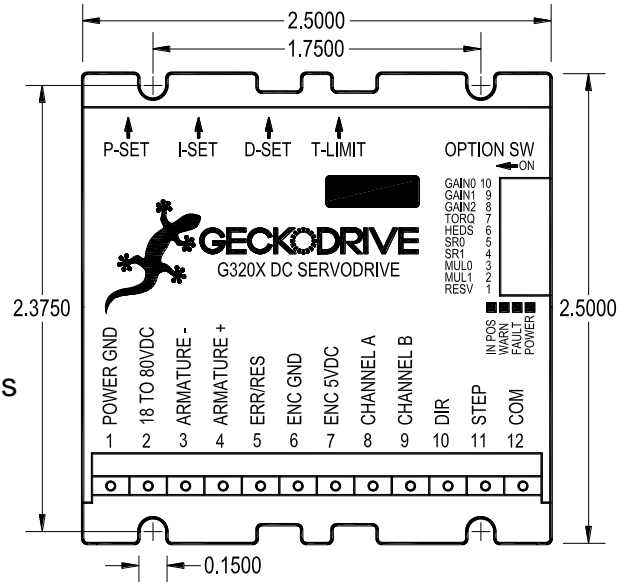 2.5000
1.7500
P-SET I-SET D-SET T-LIMIT OPTION SW
ON
GAIN0 10
GAIN1 9
GAIN2 8
TORQ 7
HEDS 6
SR0 5
SR1 4
MUL0 3
MUL1 2
RESV 1
GECKODRIVE
G320X DC SERVODRIVE
2.3750
2.5000
IN POS
WARN
FAULT
POWER
S
POWER GND
18 TO 80VDC
ARMATURE -
ARMATURE +
ERR/RES
ENC GND
ENC 5VDC
CHANNEL A
CHANNEL B
DIR
STEP
COM
1 2 3 4 5 6 7 8 9 10 11 12
0.1500